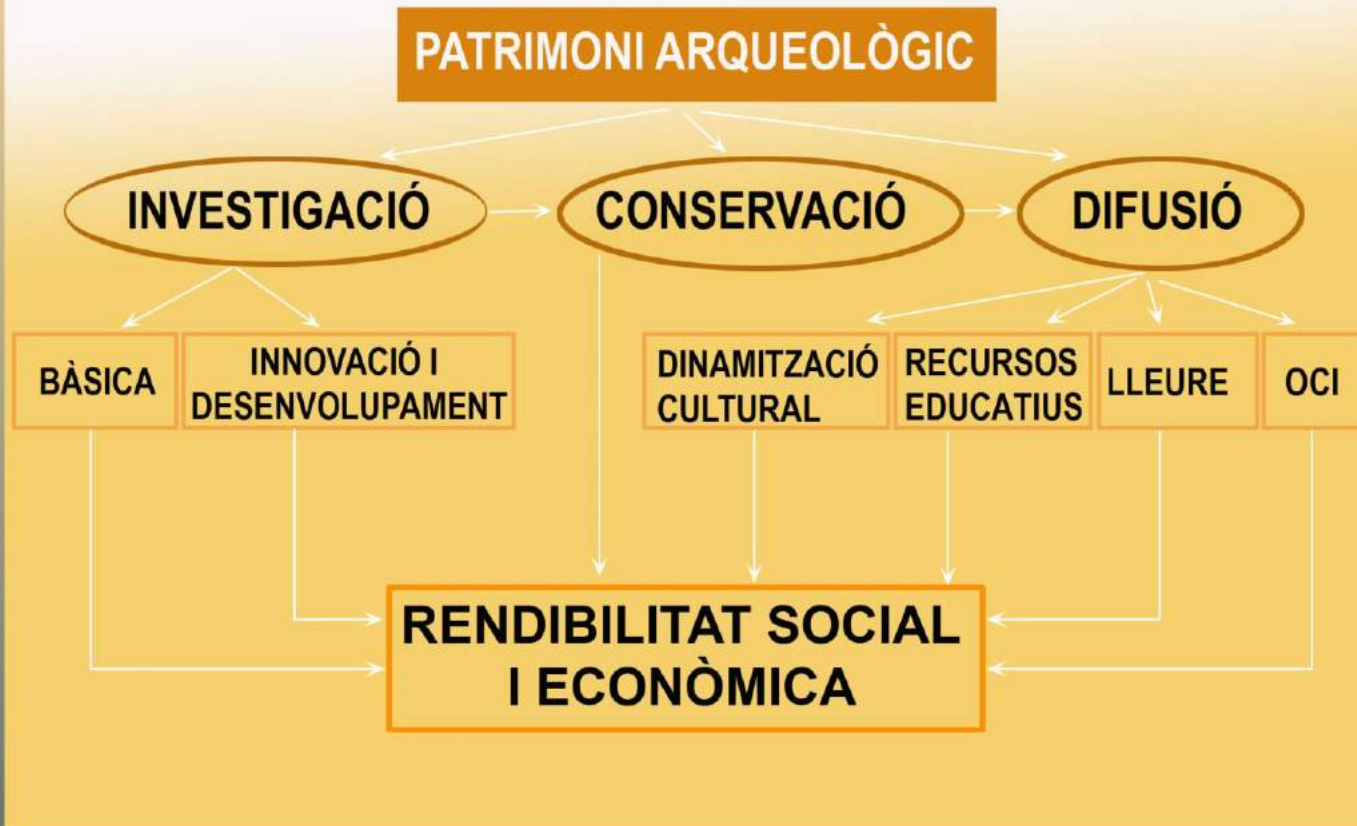 PATRIMONI ARQUEOLÒGIC
INVESTIGACIÓ
CONSERVACIÓ
DIFUSIÓ
BÀSICA
INNOVACIÓ I
DESENVOLUPAMENT
DINAMITZACIÓ
CULTURAL
RECURSOS
EDUCATIUS
LLEURE
OCI
RENDIBILITAT SOCIAL
I ECONÒMICA